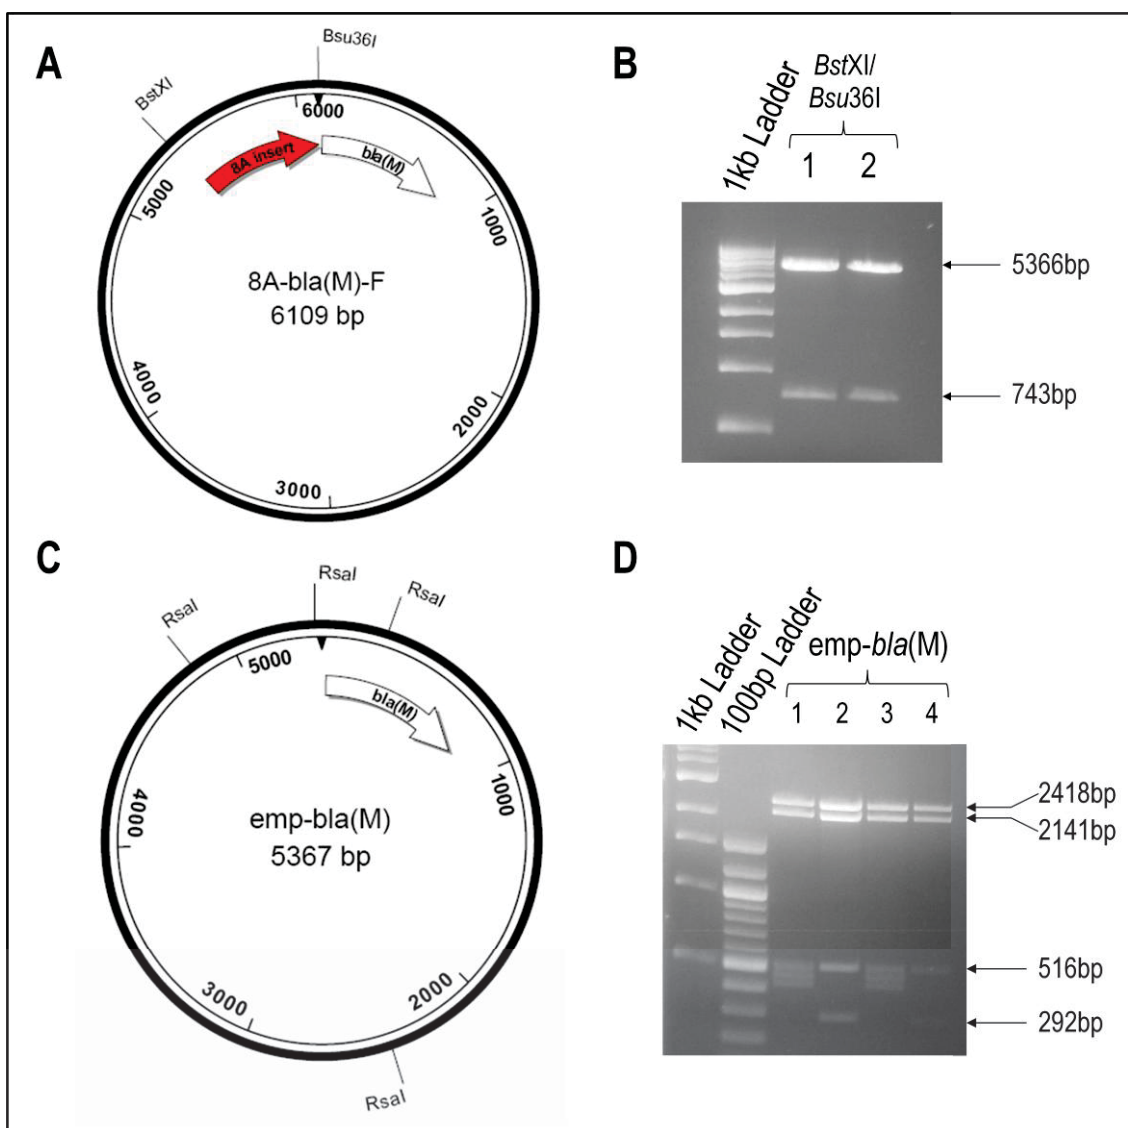 A
Bsu36I
BstXI
6000
8A insert
bla(M)
5000
1000
8A-bla(M)-F
6109 bp
4000
2000
3000
B
1kb Ladder
BstXI/
Bsu36I
1 2
5366bp
743bp
C
RsaI
RsaI
RsaI
5000
bla(M)
1000
4000
emp-bla(M)
5367 bp
3000
2000
RsaI
D
1kb Ladder
100bp Ladder
emp-bla(M)
1 2 3 4
2418bp
2141bp
516bp
292bp